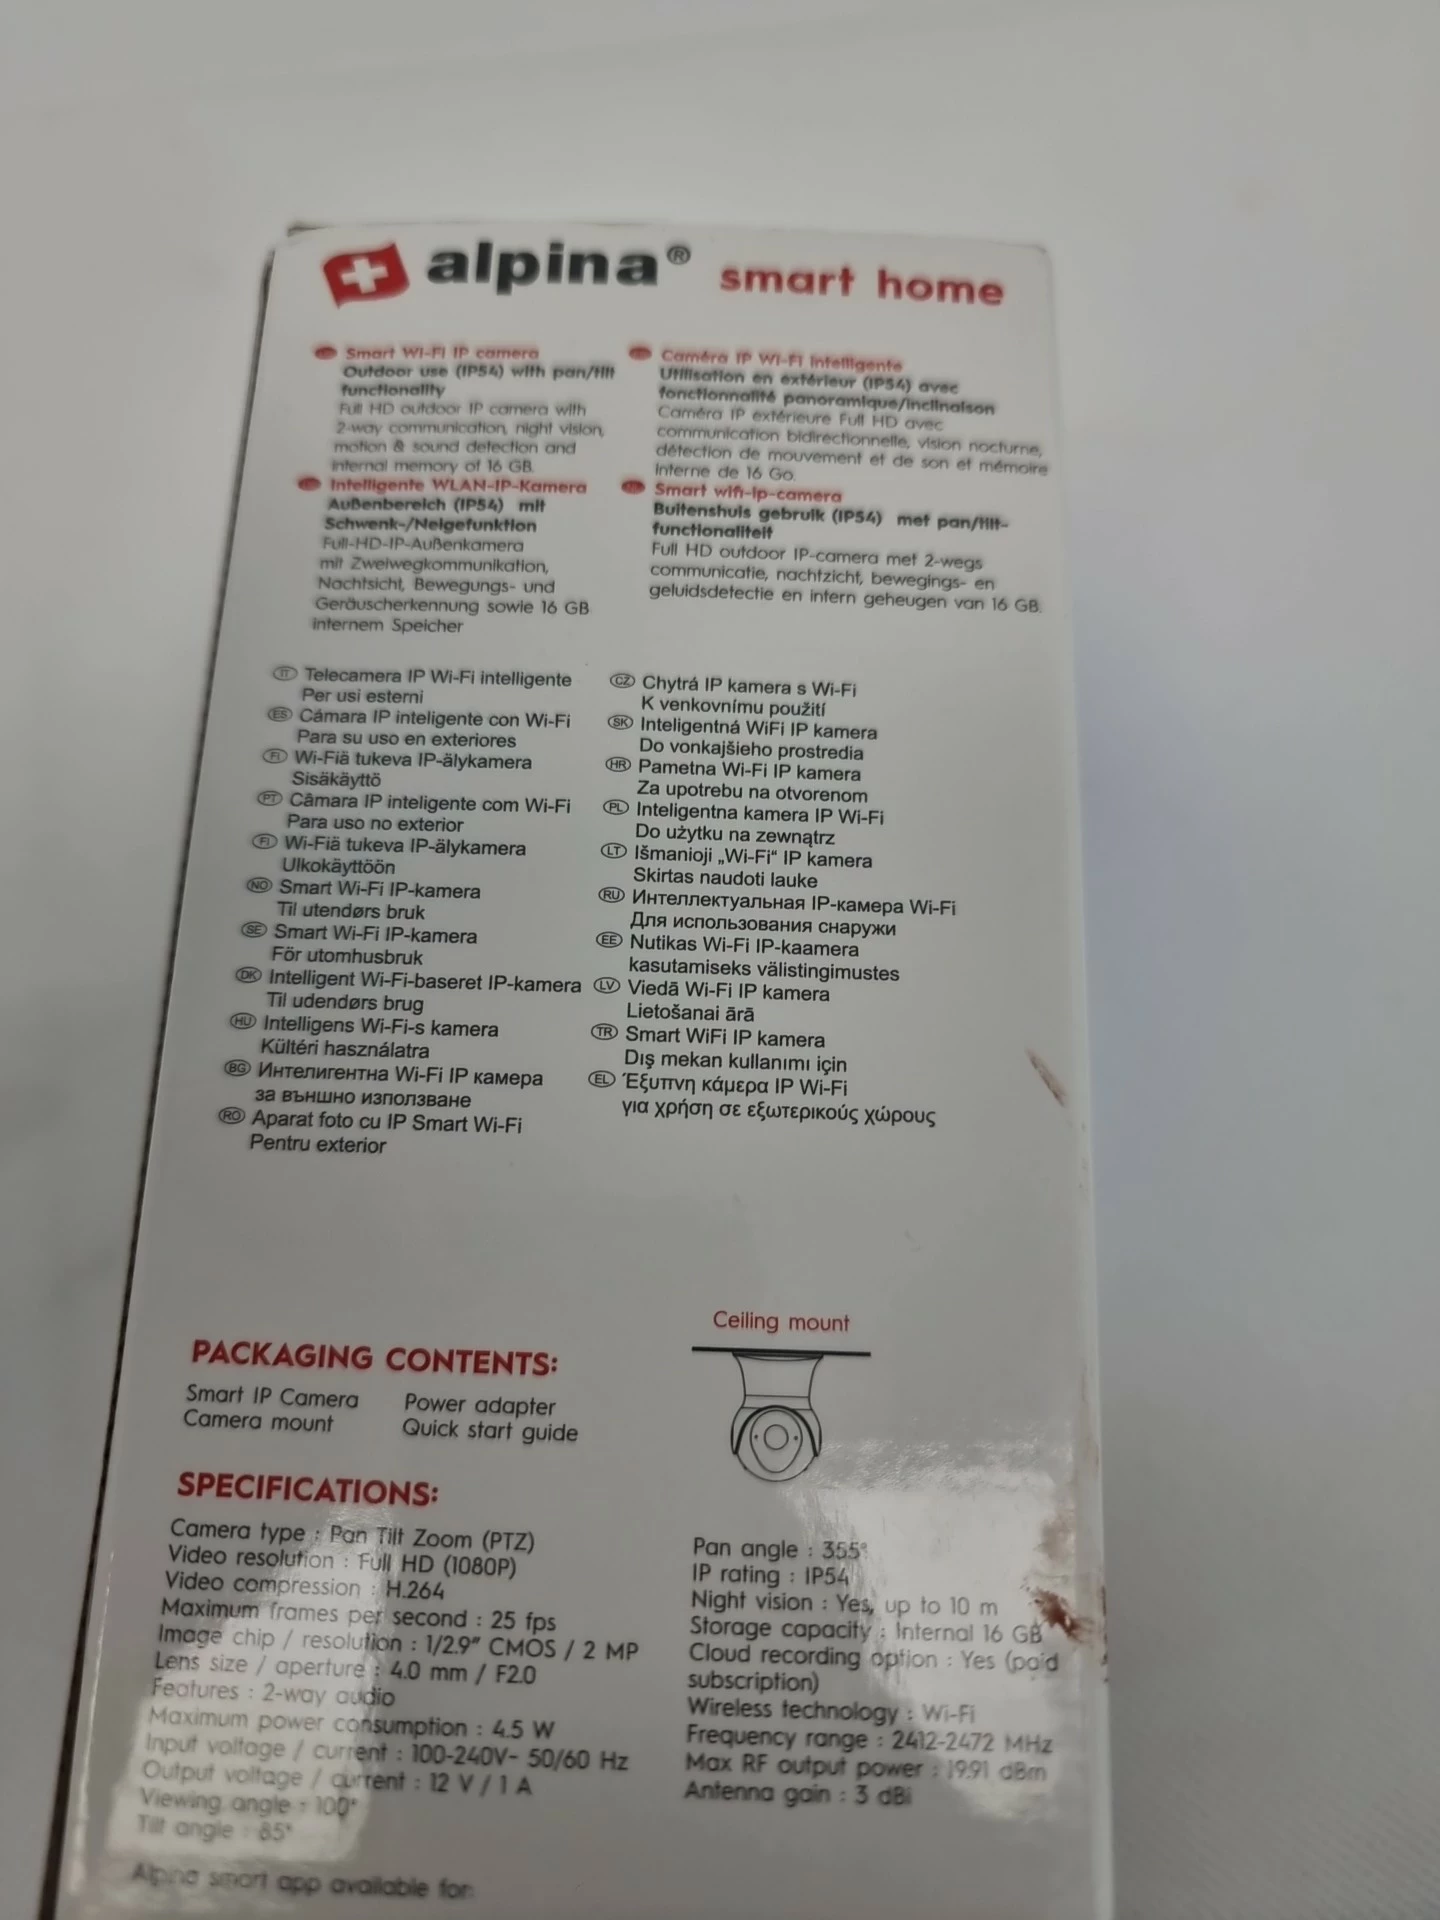 alpina® smart home
Smart Wi-Fi IP camera
Outdoor use (IP54) with pan/tilt
functionality
Full HD outdoor IP camera with
2-way communication, night vision,
motion & sound detection and
internal memory of 16 GB.
Intelligente WLAN-IP-Kamera
Außenbereich (IP54) mit
Schwenk-/Neigefunktion
Full-HD-IP-Außenkamera
mit Zweiwegkommunikation,
Nachtsicht, Bewegungs- und
Geräuscherkennung sowie 16 GB
internem Speicher
Caméra IP Wi-Fi intelligente
Utilisation en extérieur (IP54) avec
fonctionnalité panoramique/inclinaison
Caméra IP extérieure Full HD avec
communication bidirectionnelle, vision nocturne,
détection de mouvement et de son et mémoire
interne de 16 Go.
Smart wifi-ip-camera
Buitenshuis gebruik (IP54) met pan/tilt-
functionaliteit
Full HD outdoor IP-camera met 2-wegs
communicatie, nachtzicht, bewegings- en
geluidsdetectie en intern geheugen van 16 GB.
IT Telecamera IP Wi-Fi intelligente
Per usi esterni
ES Cámara IP inteligente con Wi-Fi
Para su uso en exteriores
FI Wi-Fiä tukeva IP-älykamera
Sisäkäyttö
PT Câmara IP inteligente com Wi-Fi
Para uso no exterior
FI Wi-Fiä tukeva IP-älykamera
Ulkokäyttöön
NO Smart Wi-Fi IP-kamera
Til utendørs bruk
SE Smart Wi-Fi IP-kamera
För utomhusbruk
DK Intelligent Wi-Fi-baseret IP-kamera
Til udendørs brug
HU Intelligens Wi-Fi-s kamera
Kültéri használatra
BG Интелигентна Wi-Fi IP камера
за външно използване
RO Aparat foto cu IP Smart Wi-Fi
Pentru exterior
CZ Chytrá IP kamera s Wi-Fi
K venkovnímu použití
SK Inteligentná WiFi IP kamera
Do vonkajšieho prostredia
HR Pametna Wi-Fi IP kamera
Za upotrebu na otvorenom
PL Inteligentna kamera IP Wi-Fi
Do użytku na zewnątrz
LT Išmanioji „Wi-Fi“ IP kamera
Skirtas naudoti lauke
RU Интеллектуальная IP-камера Wi-Fi
Для использования снаружи
EE Nutikas Wi-Fi IP-kaamera
kasutamiseks välistingimustes
LV Viedā Wi-Fi IP kamera
Lietošanai ārā
TR Smart WiFi IP kamera
Dış mekan kullanımı için
EL Έξυπνη κάμερα IP Wi-Fi
για χρήση σε εξωτερικούς χώρους
Ceiling mount
PACKAGING CONTENTS:
Smart IP Camera Power adapter
Camera mount Quick start guide
SPECIFICATIONS:
Camera type : Pan Tilt Zoom (PTZ)
Video resolution : Full HD (1080P)
Video compression : H.264
Maximum frames per second : 25 fps
Image chip / resolution : 1/2.9″ CMOS / 2 MP
Lens size / aperture : 4.0 mm / F2.0
Features : 2-way audio
Maximum power consumption : 4.5 W
Input voltage / current : 100-240V~ 50/60 Hz
Output voltage / current : 12 V / 1 A
Viewing angle : 100°
Tilt angle : 85°
Pan angle : 355°
IP rating : IP54
Night vision : Yes, up to 10 m
Storage capacity : Internal 16 GB
Cloud recording option : Yes (paid
subscription)
Wireless technology : Wi-Fi
Frequency range : 2412-2472 MHz
Max RF output power : 19.91 dBm
Antenna gain : 3 dBi
Alpina smart app available for: